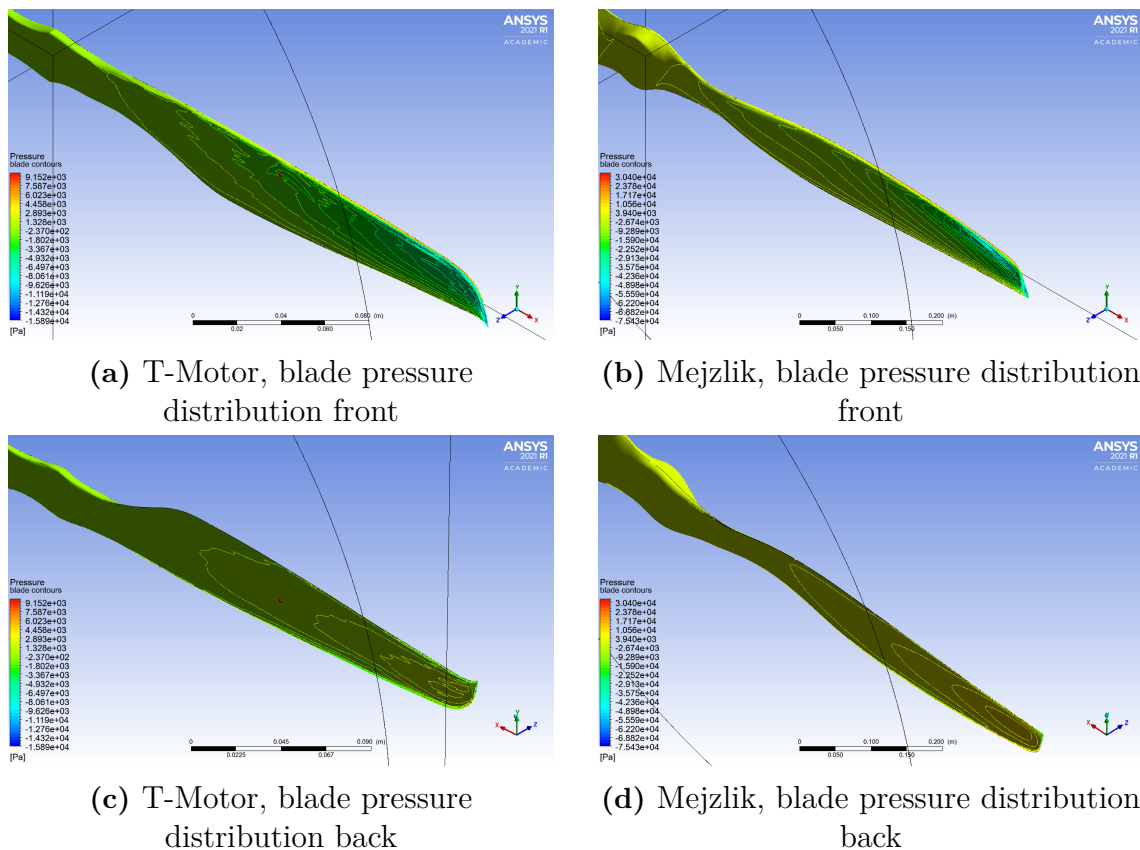 ANSYS
2021 R1
ACADEMIC
Pressure
blade contours
9.152e+03
7.587e+03
6.023e+03
4.458e+03
2.893e+03
1.328e+03
-2.370e+02
-1.802e+03
-3.367e+03
-4.932e+03
-6.497e+03
-8.061e+03
-9.626e+03
-1.119e+04
-1.276e+04
-1.432e+04
-1.589e+04
[Pa]
0 0.04 0.080 (m)
0.02 0.060
Y
Z X
(a) T-Motor, blade pressure
distribution front
ANSYS
2021 R1
ACADEMIC
Pressure
blade contours
3.040e+04
2.378e+04
1.717e+04
1.056e+04
3.940e+03
-2.674e+03
-9.289e+03
-1.590e+04
-2.252e+04
-2.913e+04
-3.575e+04
-4.236e+04
-4.898e+04
-5.559e+04
-6.220e+04
-6.882e+04
-7.543e+04
[Pa]
0 0.100 0.200 (m)
0.050 0.150
Y
Z X
(b) Mejzlik, blade pressure distribution
front
ANSYS
2021 R1
ACADEMIC
Pressure
blade contours
9.152e+03
7.587e+03
6.023e+03
4.458e+03
2.893e+03
1.328e+03
-2.370e+02
-1.802e+03
-3.367e+03
-4.932e+03
-6.497e+03
-8.061e+03
-9.626e+03
-1.119e+04
-1.276e+04
-1.432e+04
-1.589e+04
[Pa]
0 0.045 0.090 (m)
0.0225 0.067
Y
X Z
(c) T-Motor, blade pressure
distribution back
ANSYS
2021 R1
ACADEMIC
Pressure
blade contours
3.040e+04
2.378e+04
1.717e+04
1.056e+04
3.940e+03
-2.674e+03
-9.289e+03
-1.590e+04
-2.252e+04
-2.913e+04
-3.575e+04
-4.236e+04
-4.898e+04
-5.559e+04
-6.220e+04
-6.882e+04
-7.543e+04
[Pa]
0 0.100 0.200 (m)
0.050 0.150
X Z
(d) Mejzlik, blade pressure distribution
back